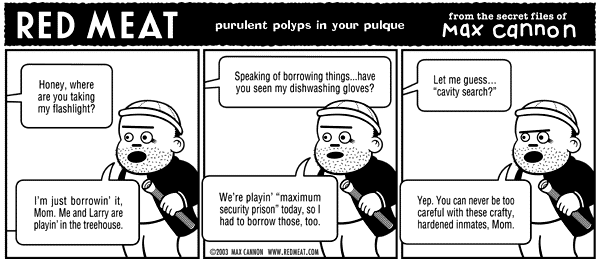 RED MEAT
purulent polyps in your pulque
from the secret files of
Max cannon
Honey, where
are you taking
my flashlight?
I'm just borrowin' it,
Mom. Me and Larry are
playin' in the treehouse.
Speaking of borrowing things...have
you seen my dishwashing gloves?
We're playin' “maximum
security prison” today, so I
had to borrow those, too.
©2003 MAX CANNON WWW.REDMEAT.COM
Let me guess...
“cavity search?”
Yep. You can never be too
careful with these crafty,
hardened inmates, Mom.